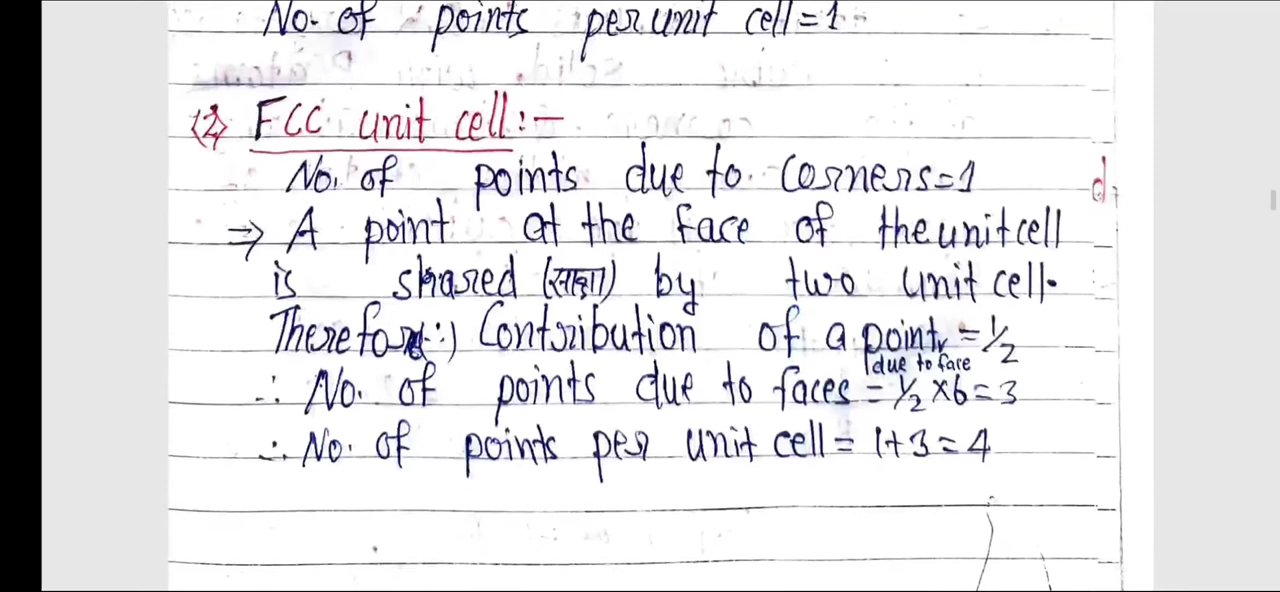 No. of points per unit cell = 1
(2) FCC unit cell :-
No. of points due to corners = 1
⇒ A point at the face of the unit cell
is shared (साझा) by two unit cell.
Therefore :) Contribution of a point due to face = 1/2
∴ No. of points due to faces = 1/2 × 6 = 3
∴ No. of points per unit cell = 1 + 3 = 4